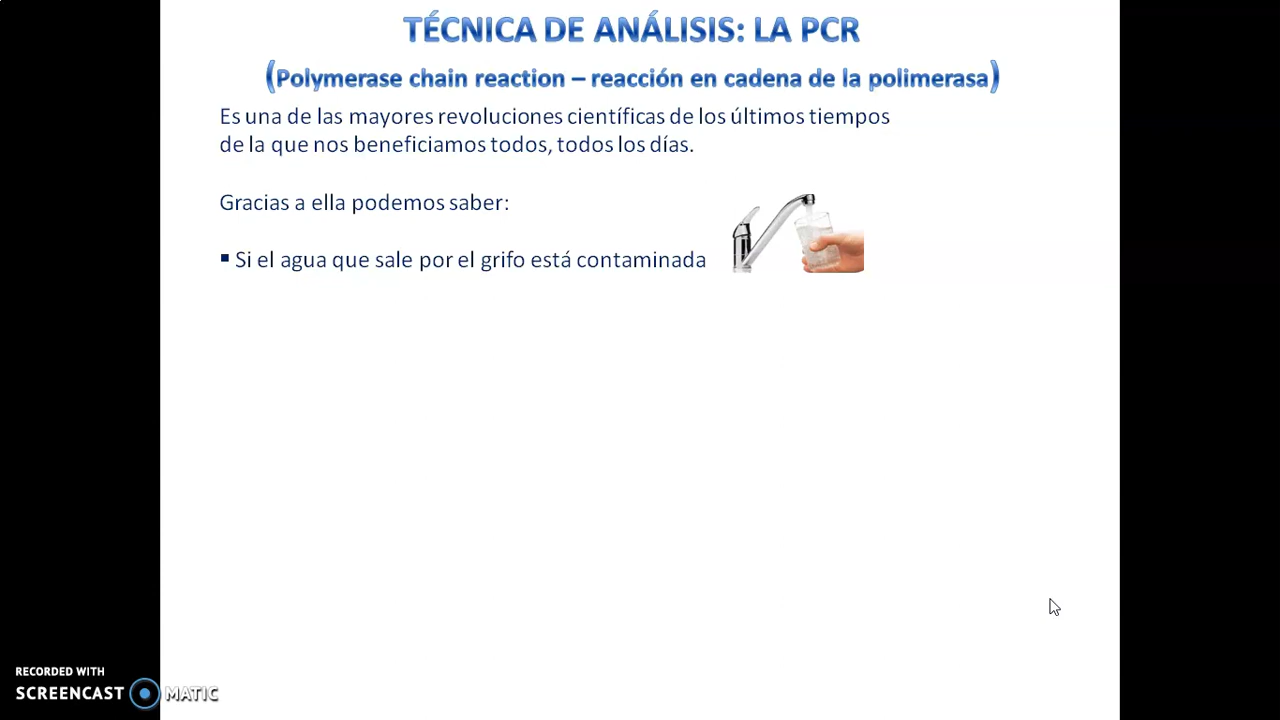 TÉCNICA DE ANÁLISIS: LA PCR
(Polymerase chain reaction – reacción en cadena de la polimerasa)
Es una de las mayores revoluciones científicas de los últimos tiempos
de la que nos beneficiamos todos, todos los días.
Gracias a ella podemos saber:
▪ Si el agua que sale por el grifo está contaminada
RECORDED WITH
SCREENCAST MATIC